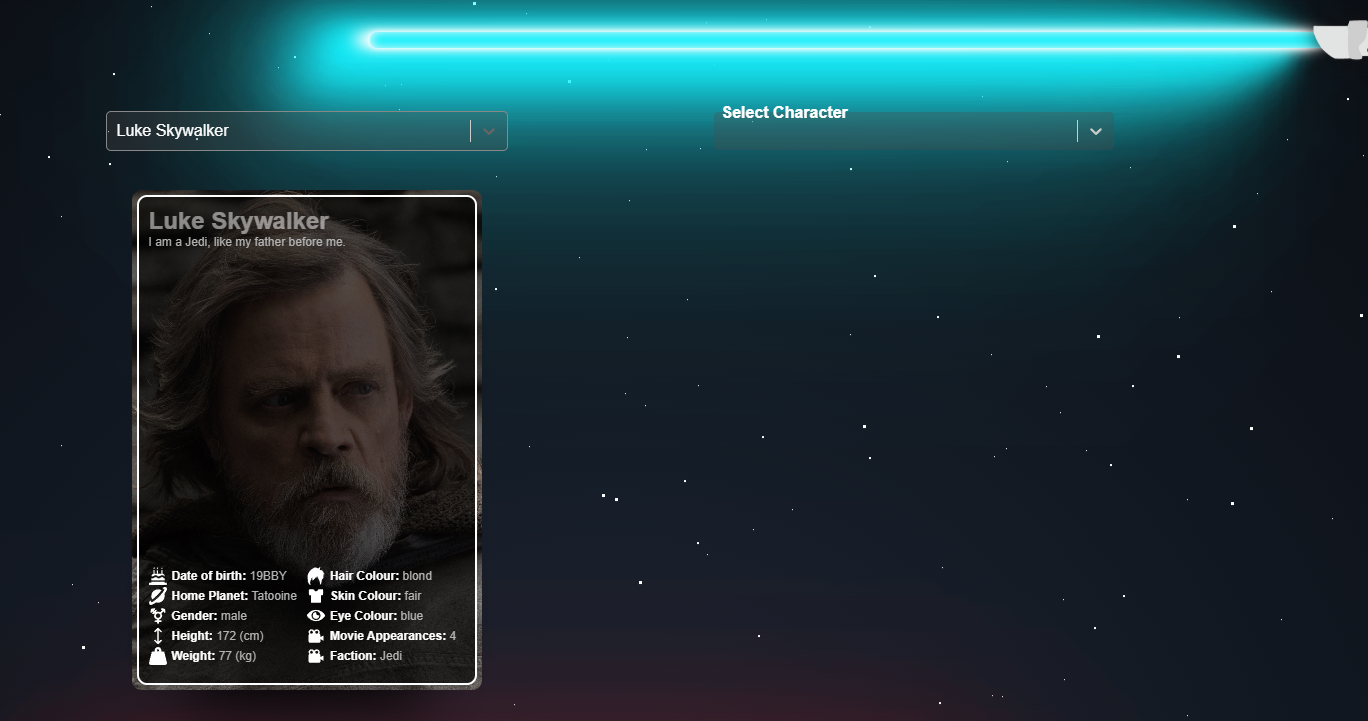 Luke Skywalker
Select Character
Luke Skywalker
I am a Jedi, like my father before me.
Date of birth: 19BBY
Hair Colour: blond
Home Planet: Tatooine
Skin Colour: fair
Gender: male
Eye Colour: blue
Height: 172 (cm)
Movie Appearances: 4
Weight: 77 (kg)
Faction: Jedi